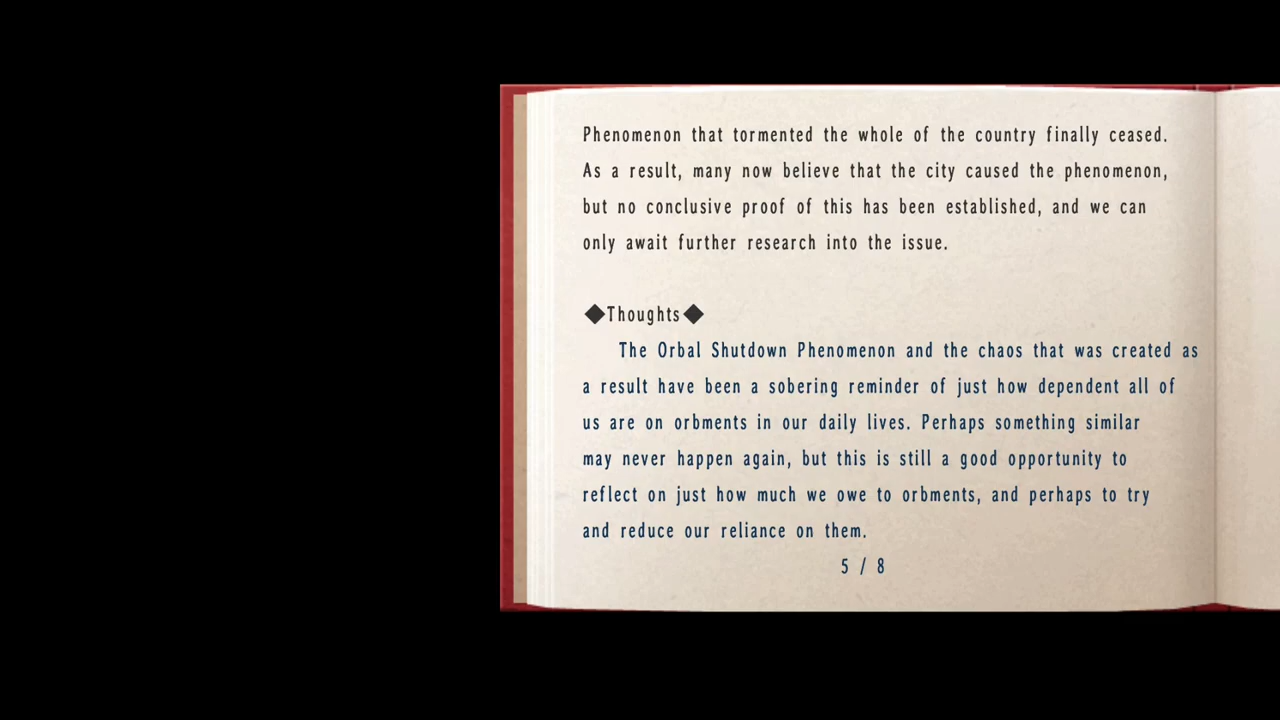 Phenomenon that tormented the whole of the country finally ceased.
As a result, many now believe that the city caused the phenomenon,
but no conclusive proof of this has been established, and we can
only await further research into the issue.
◆Thoughts◆
The Orbal Shutdown Phenomenon and the chaos that was created as
a result have been a sobering reminder of just how dependent all of
us are on orbments in our daily lives. Perhaps something similar
may never happen again, but this is still a good opportunity to
reflect on just how much we owe to orbments, and perhaps to try
and reduce our reliance on them.
5 / 8